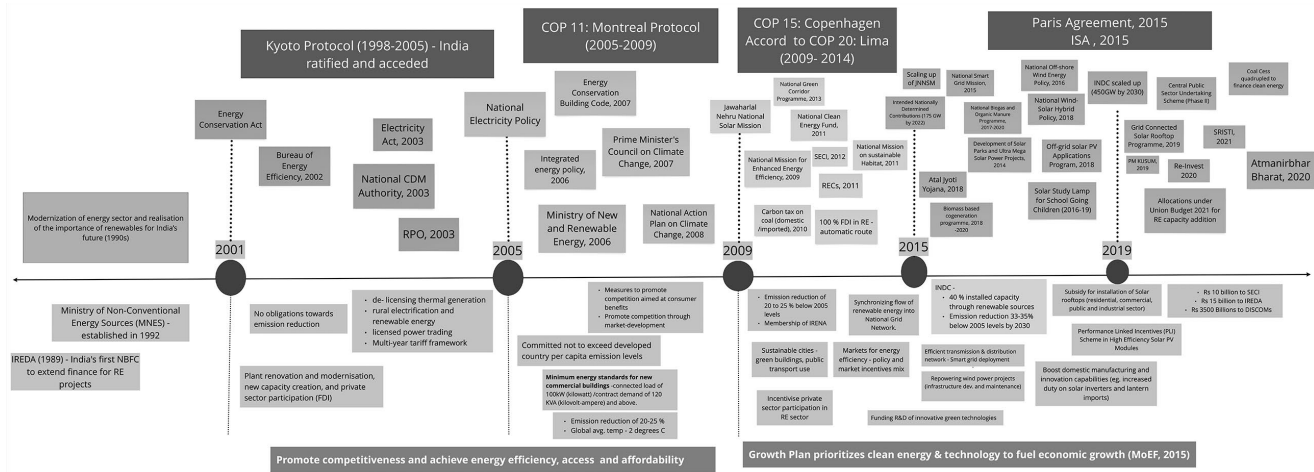 Kyoto Protocol (1998-2005) - India
ratified and acceded
COP 11: Montreal Protocol
(2005-2009)
COP 15: Copenhagen
Accord to COP 20: Lima
(2009- 2014)
Paris Agreement, 2015
ISA , 2015
Modernization of energy sector and realisation
of the importance of renewables for India's
future (1990s)
Energy
Conservation Act
Bureau of
Energy
Efficiency, 2002
Electricity
Act, 2003
National CDM
Authority, 2003
RPO, 2003
National
Electricity Policy
Energy
Conservation
Building Code, 2007
Integrated
energy policy,
2006
Prime Minister's
Council on Climate
Change, 2007
Ministry of New
and Renewable
Energy, 2006
National Action
Plan on Climate
Change, 2008
Jawaharlal
Nehru National
Solar Mission
National Green
Corridor
Programme, 2013
National Clean
Energy Fund,
2011
National Mission for
Enhanced Energy
Efficiency, 2009
SECI, 2012
National Mission
on sustainable
Habitat, 2011
RECs, 2011
Carbon tax on
coal (domestic
/imported), 2010
100 % FDI in RE -
automatic route
Scaling up
of JNNSM
National Smart
Grid Mission,
2015
Intended Nationally
Determined
Contributions (175 GW
by 2022)
National Biogas and
Organic Manure Programme,
2017-2020
Development of Solar
Parks and Ultra Mega
Solar Power Projects,
2014
Atal Jyoti
Yojana, 2018
Biomass based
cogeneration
programme, 2018
-2020
National Off-shore
Wind Energy Policy,
2016
National Wind-
Solar Hybrid
Policy, 2018
Off-grid solar PV
Applications
Program, 2018
Solar Study Lamp
for School Going
Children (2016-19)
INDC scaled up
(450GW by 2030)
Central Public
Sector Undertaking
Scheme (Phase II)
Coal Cess
quadrupled to
finance clean energy
Grid Connected
Solar Rooftop
Programme, 2019
SRISTI,
2021
PM KUSUM,
2019
Re-Invest
2020
Atmanirbhar
Bharat, 2020
Allocations under
Union Budget 2021 for
RE capacity addition
2001
2005
2009
2015
2019
Ministry of Non-Conventional
Energy Sources (MNES) -
established in 1992
IREDA (1989) - India's first NBFC
to extend finance for RE
projects
No obligations towards
emission reduction
• de- licensing thermal generation
• rural electrification and
renewable energy
• licensed power trading
• Multi-year tariff framework
Plant renovation and modernisation,
new capacity creation, and private
sector participation (FDI)
• Measures to promote
competition aimed at consumer
benefits
• Promote competition through
market-development
Committed not to exceed developed
country per capita emission levels
Minimum energy standards for new
commercial buildings -connected load of
100kW (kilowatt) /contract demand of 120
KVA (kilovolt-ampere) and above.
• Emission reduction of 20-25 %
• Global avg. temp - 2 degrees C
• Emission reduction of
20 to 25 % below 2005
levels
• Membership of IRENA
Synchronizing flow of
renewable energy into
National Grid Network.
Sustainable cities -
green buildings, public
transport use
Markets for energy
efficiency - policy and
market incentives mix
Incentivise private
sector participation in
RE sector
INDC -
• 40 % installed capacity
through renewable sources
• Emission reduction 33-35%
below 2005 levels by 2030
Efficient transmission & distribution
network - Smart grid deployment
Repowering wind power projects
(infrastructure dev. and maintenance)
Funding R&D of innovative green technologies
Subsidy for installation of Solar
rooftops (residential, commercial,
public and industrial sector)
• Rs 10 billion to SECI
• Rs 15 billion to IREDA
• Rs 3500 Billions to DISCOMs
Performance Linked Incentives (PLI)
Scheme in High Efficiency Solar PV
Modules
Boost domestic manufacturing and
innovation capabilities (eg, increased
duty on solar inverters and lantern
imports)
Promote competitiveness and achieve energy efficiency, access and affordability
Growth Plan prioritizes clean energy & technology to fuel economic growth (MoEF, 2015)